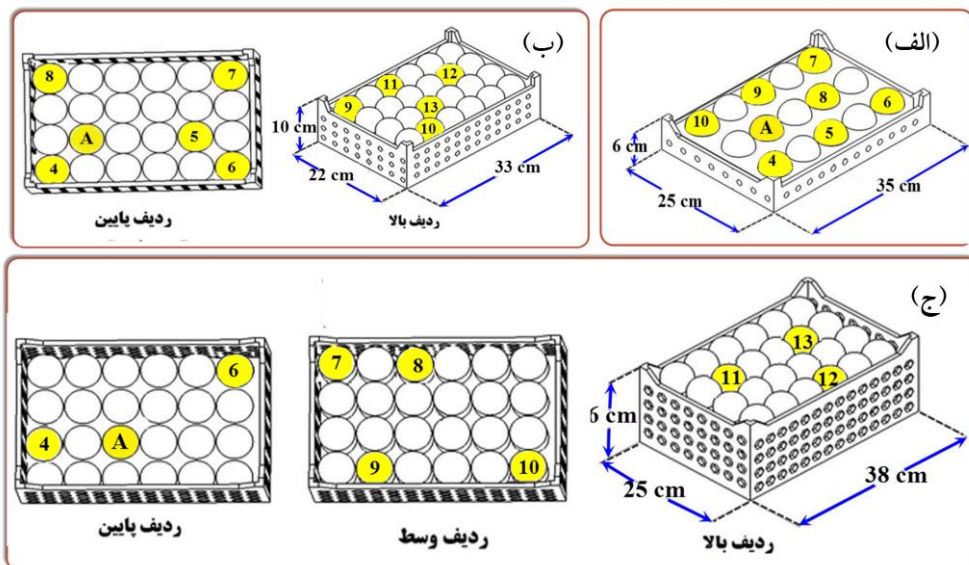 (الف)
7
9
8
6
10
A
5
4
6 cm
25 cm
35 cm
(ب)
12
11
9
13
10
10 cm
22 cm
33 cm
ردیف بالا
8
7
A
5
4
6
ردیف پایین
(ج)
13
11
12
6 cm
25 cm
38 cm
ردیف بالا
7
8
9
10
ردیف وسط
6
4
A
ردیف پایین